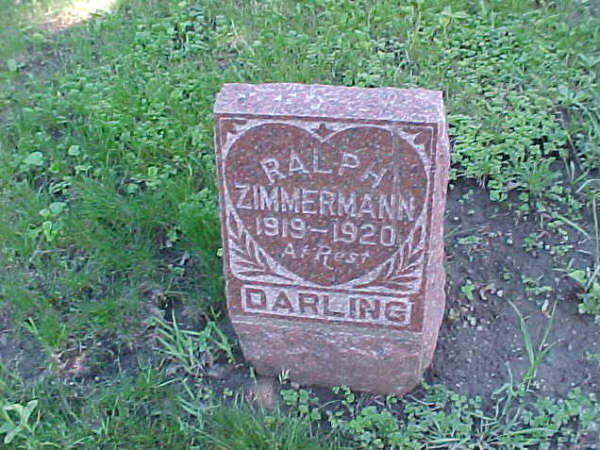 RALPH
ZIMMERMANN
1919-1920
At Rest
DARLING